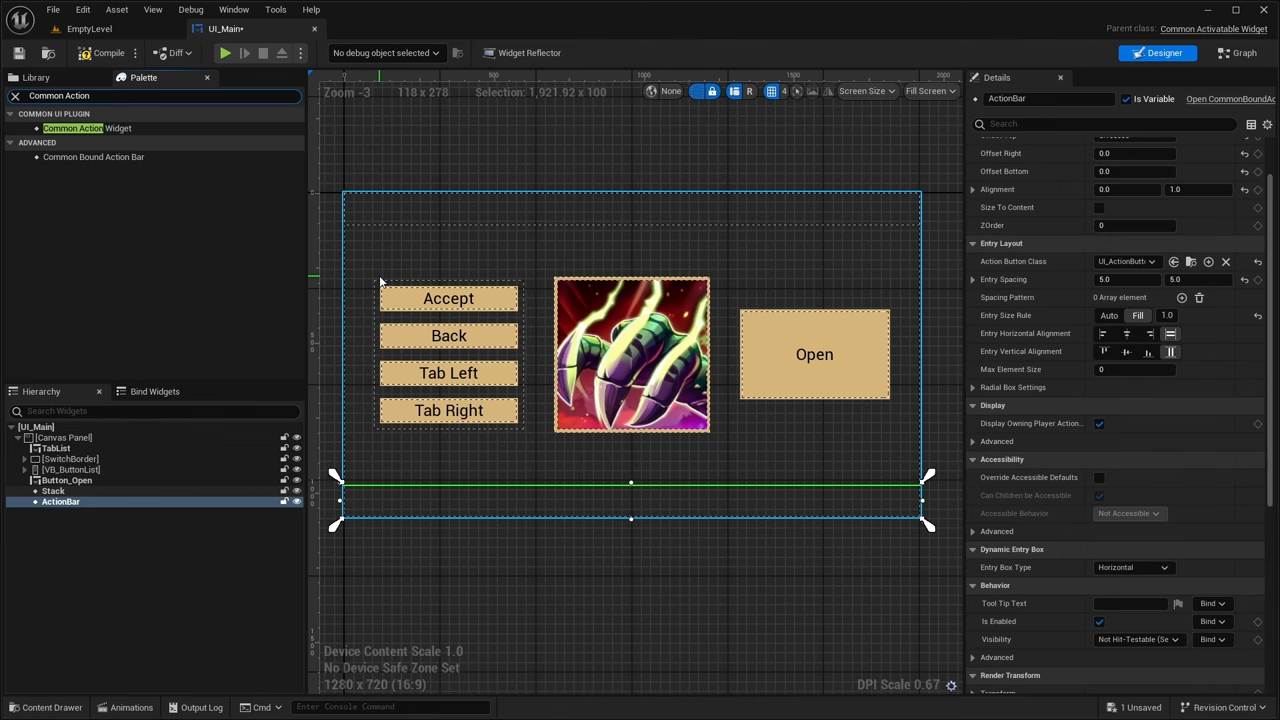 File Edit Asset View Debug Window Tools Help
EmptyLevel
UI_Main*
Parent class: Common Activatable Widget
Compile
Diff
No debug object selected
Widget Reflector
Designer
Graph
Library
Palette
Common Action
COMMON UI PLUGIN
Common Action Widget
ADVANCED
Common Bound Action Bar
Hierarchy
Bind Widgets
Search Widgets
[UI_Main]
[Canvas Panel]
TabList
[SwitchBorder]
[VB_ButtonList]
Button_Open
Stack
ActionBar
0 500 1000 1500 2000
Zoom -3 118 x 278 Selection: 1,921.92 x 100
None R 4 Screen Size Fill Screen
Accept
Back
Tab Left
Tab Right
Open
Device Content Scale 1.0
No Device Safe Zone Set
1280 x 720 (16:9)
DPI Scale 0.67
Details
ActionBar
Is Variable
Open CommonBoundAc
Search
Offset Right 0.0
Offset Bottom 0.0
Alignment 0.0 1.0
Size To Content
ZOrder 0
Entry Layout
Action Button Class UI_ActionButto
Entry Spacing 5.0 5.0
Spacing Pattern 0 Array element
Entry Size Rule Auto Fill 1.0
Entry Horizontal Alignment
Entry Vertical Alignment
Max Element Size 0
Radial Box Settings
Display
Display Owning Player Action...
Advanced
Accessibility
Override Accessible Defaults
Can Children be Accessible
Accessible Behavior Not Accessible
Advanced
Dynamic Entry Box
Entry Box Type Horizontal
Behavior
Tool Tip Text Bind
Is Enabled Bind
Visibility Not Hit-Testable (Se Bind
Advanced
Render Transform
Content Drawer
Animations
Output Log
Cmd
Enter Console Command
1 Unsaved
Revision Control